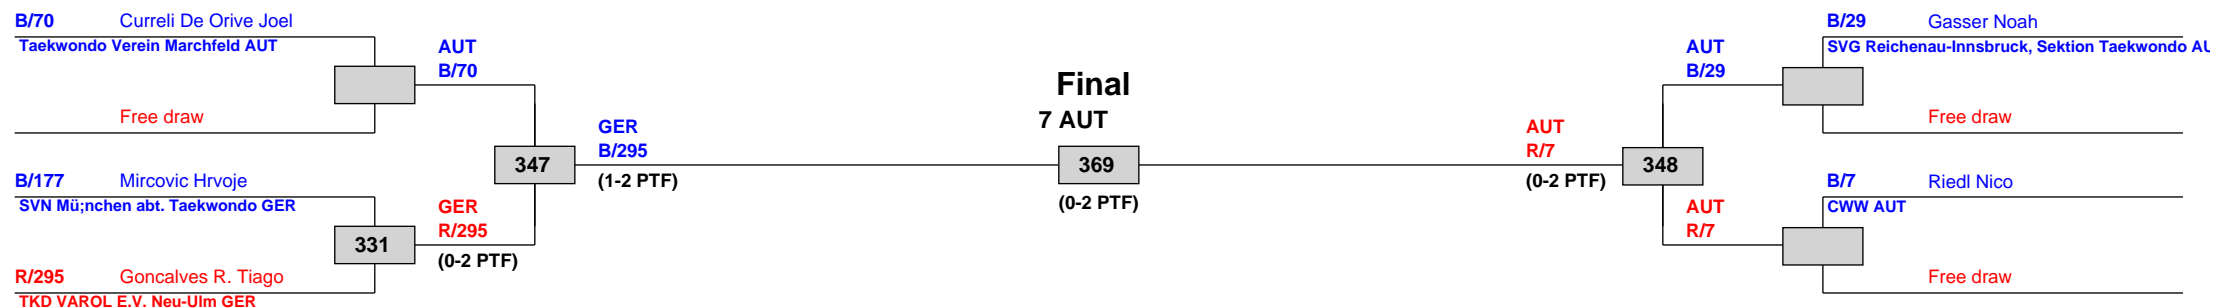 B/70 Curreli De Orive Joel
Taekwondo Verein Marchfeld AUT
Free draw
B/177 Mircovic Hrvoje
SVN Mü;nchen abt. Taekwondo GER
331
R/295 Goncalves R. Tiago
TKD VAROL E.V. Neu-Ulm GER
AUT
B/70
347
GER
R/295
(0-2 PTF)
GER
B/295
(1-2 PTF)
Final
7 AUT
369
(0-2 PTF)
AUT
R/7
(0-2 PTF)
348
AUT
B/29
AUT
R/7
B/29 Gasser Noah
SVG Reichenau-Innsbruck, Sektion Taekwondo AU
Free draw
B/7 Riedl Nico
CWW AUT
Free draw